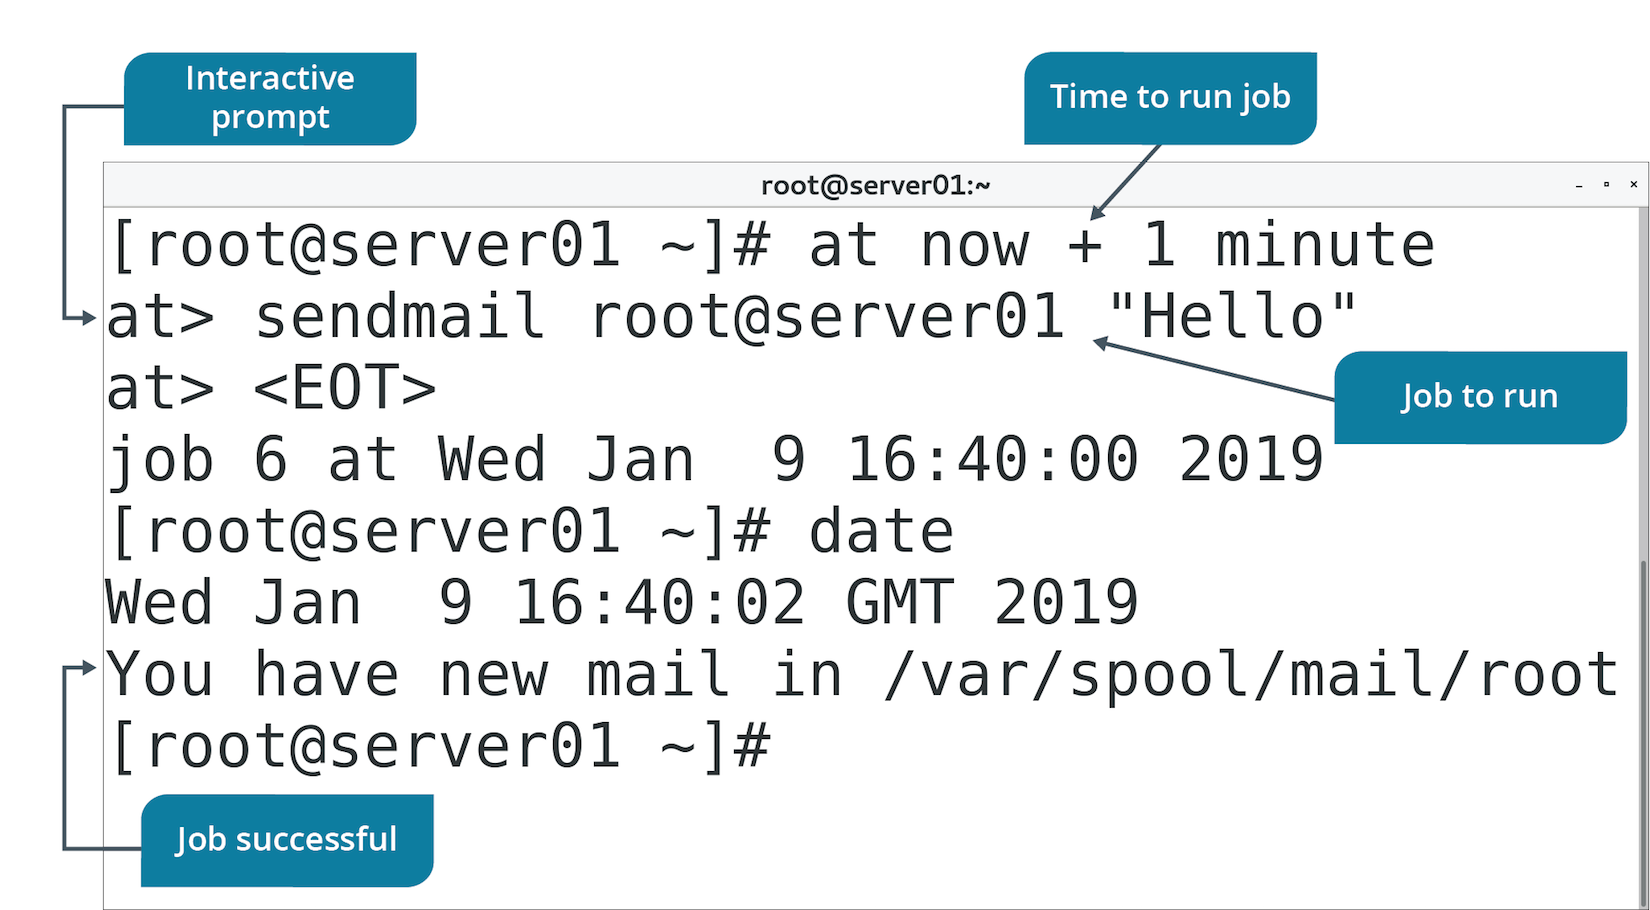 Interactive
prompt
Time to run job
root@server01:~
[root@server01 ~]# at now + 1 minute
at> sendmail root@server01 "Hello"
at> <EOT>
Job to run
job 6 at Wed Jan  9 16:40:00 2019
[root@server01 ~]# date
Wed Jan  9 16:40:02 GMT 2019
You have new mail in /var/spool/mail/root
[root@server01 ~]#
Job successful